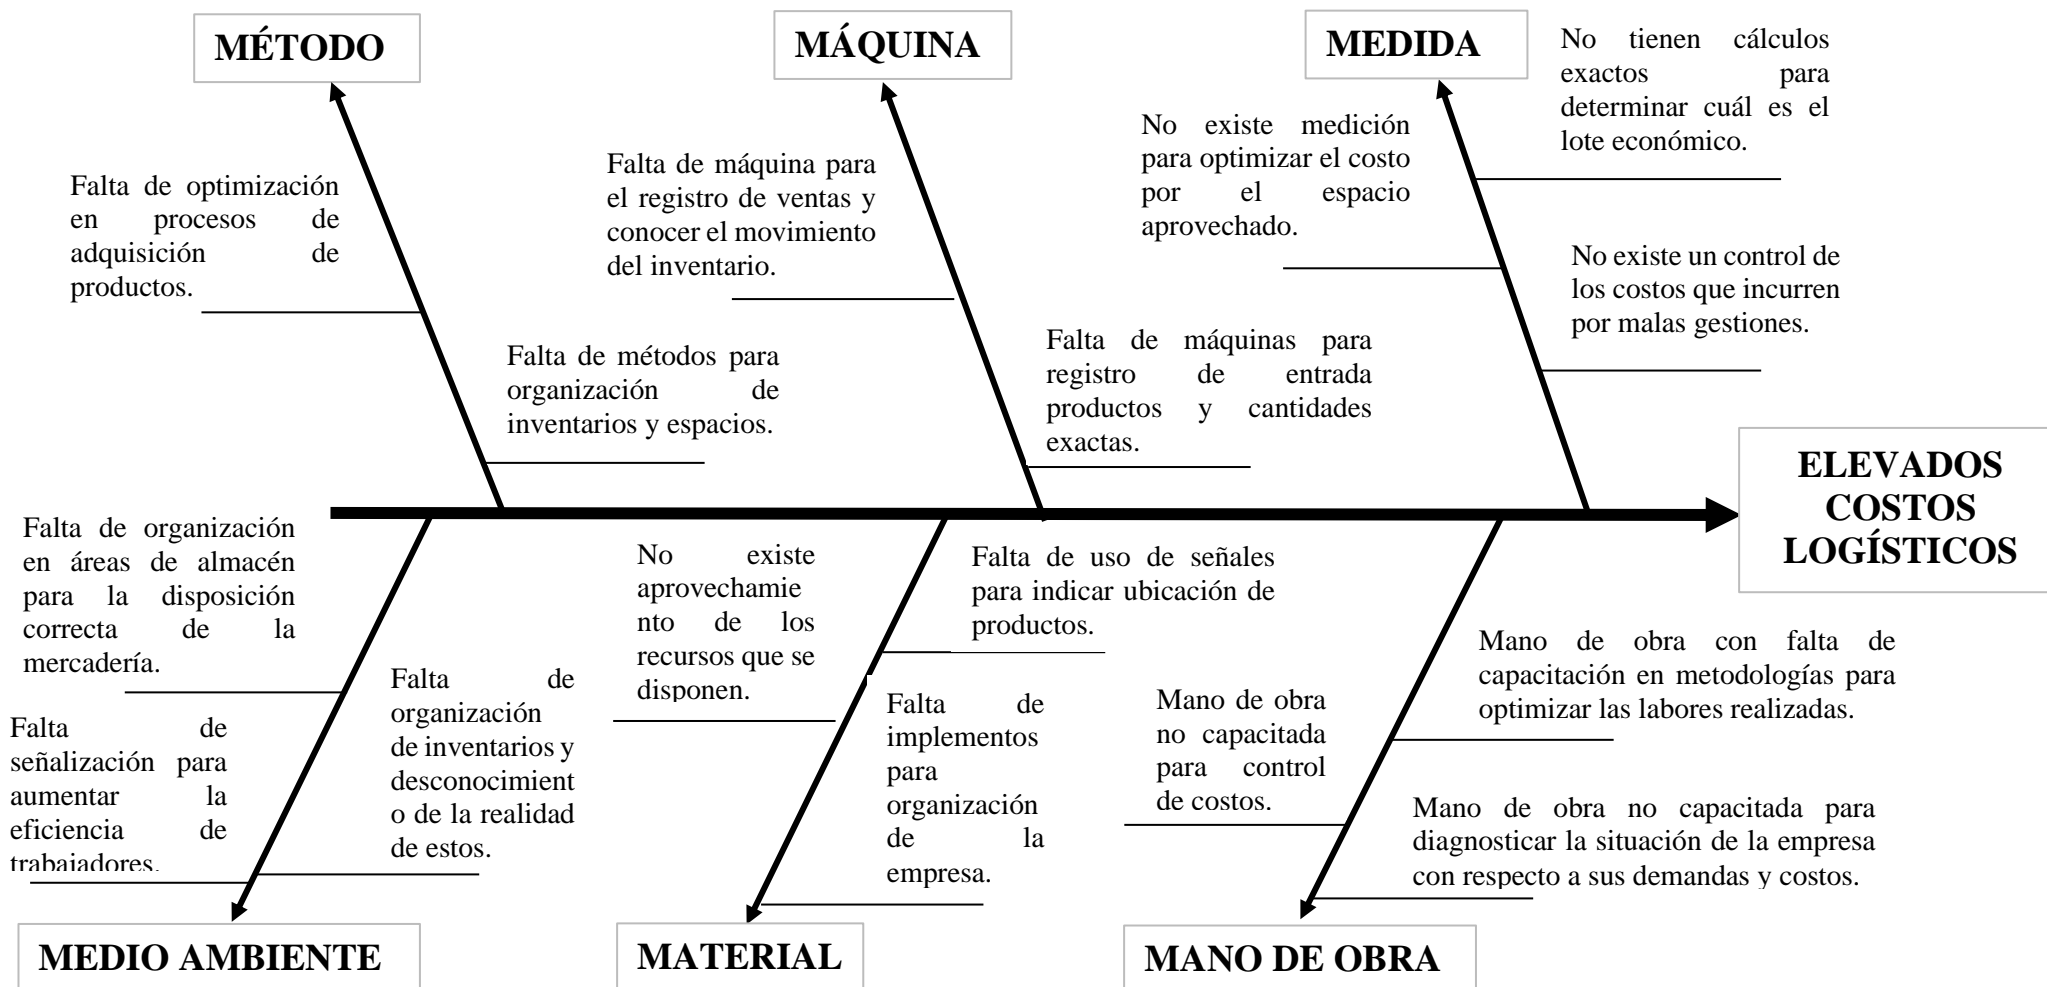 MÉTODO
MÁQUINA
MEDIDA
No tienen cálculos
exactos para
determinar cuál es el
lote económico.
No existe medición
para optimizar el costo
por el espacio
aprovechado.
Falta de máquina para
el registro de ventas y
conocer el movimiento
del inventario.
Falta de optimización
en procesos de
adquisición de
productos.
No existe un control de
los costos que incurren
por malas gestiones.
Falta de métodos para
organización de
inventarios y espacios.
Falta de máquinas para
registro de entrada
productos y cantidades
exactas.
ELEVADOS
COSTOS
LOGÍSTICOS
Falta de organización
en áreas de almacén
para la disposición
correcta de la
mercadería.
No existe
aprovechamie
nto de los
recursos que se
disponen.
Falta de uso de señales
para indicar ubicación de
productos.
Mano de obra con falta de
capacitación en metodologías para
optimizar las labores realizadas.
Falta de
organización
de inventarios y
desconocimient
o de la realidad
de estos.
Falta de
implementos
para
organización
de la
empresa.
Mano de obra
no capacitada
para control
de costos.
Falta de
señalización para
aumentar la
eficiencia de
trabajadores.
Mano de obra no capacitada para
diagnosticar la situación de la empresa
con respecto a sus demandas y costos.
MEDIO AMBIENTE
MATERIAL
MANO DE OBRA